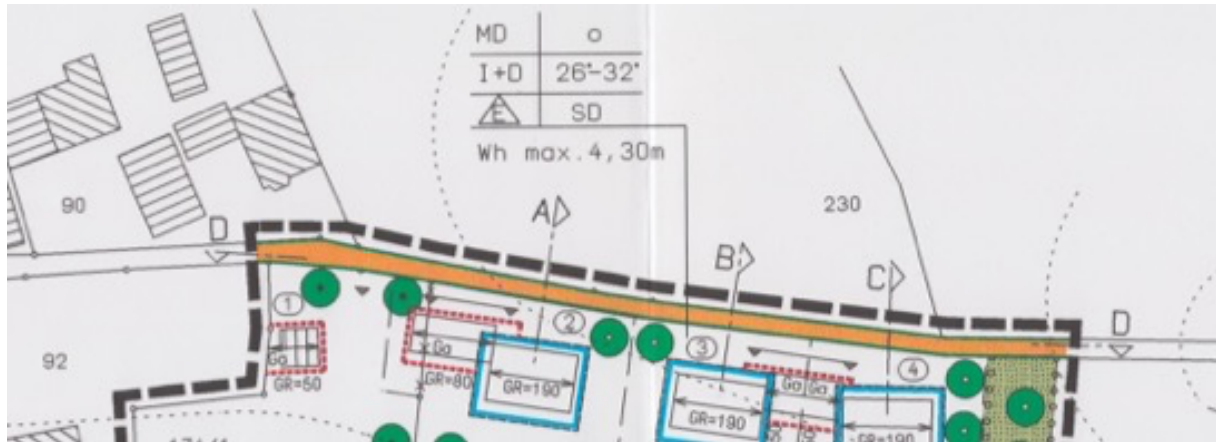 MD o
I+D 26°-32°
E SD
Wh max.4,30m
90
D
A
B
C
230
D
1
2
3
4
92
Ga
GR=60
Ga
GR=80
GR=190
GR=190
Ga Ga
GR=190